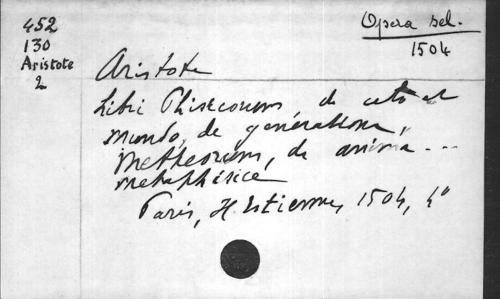 452
130
Aristote
2
Opera sel.
1504
Aristote
Libri Phisicorum, de celo et
mundo, de generatione,
Metheorum, de anima ...
metaphisice
Paris, H. Estienne, 1504, 4°